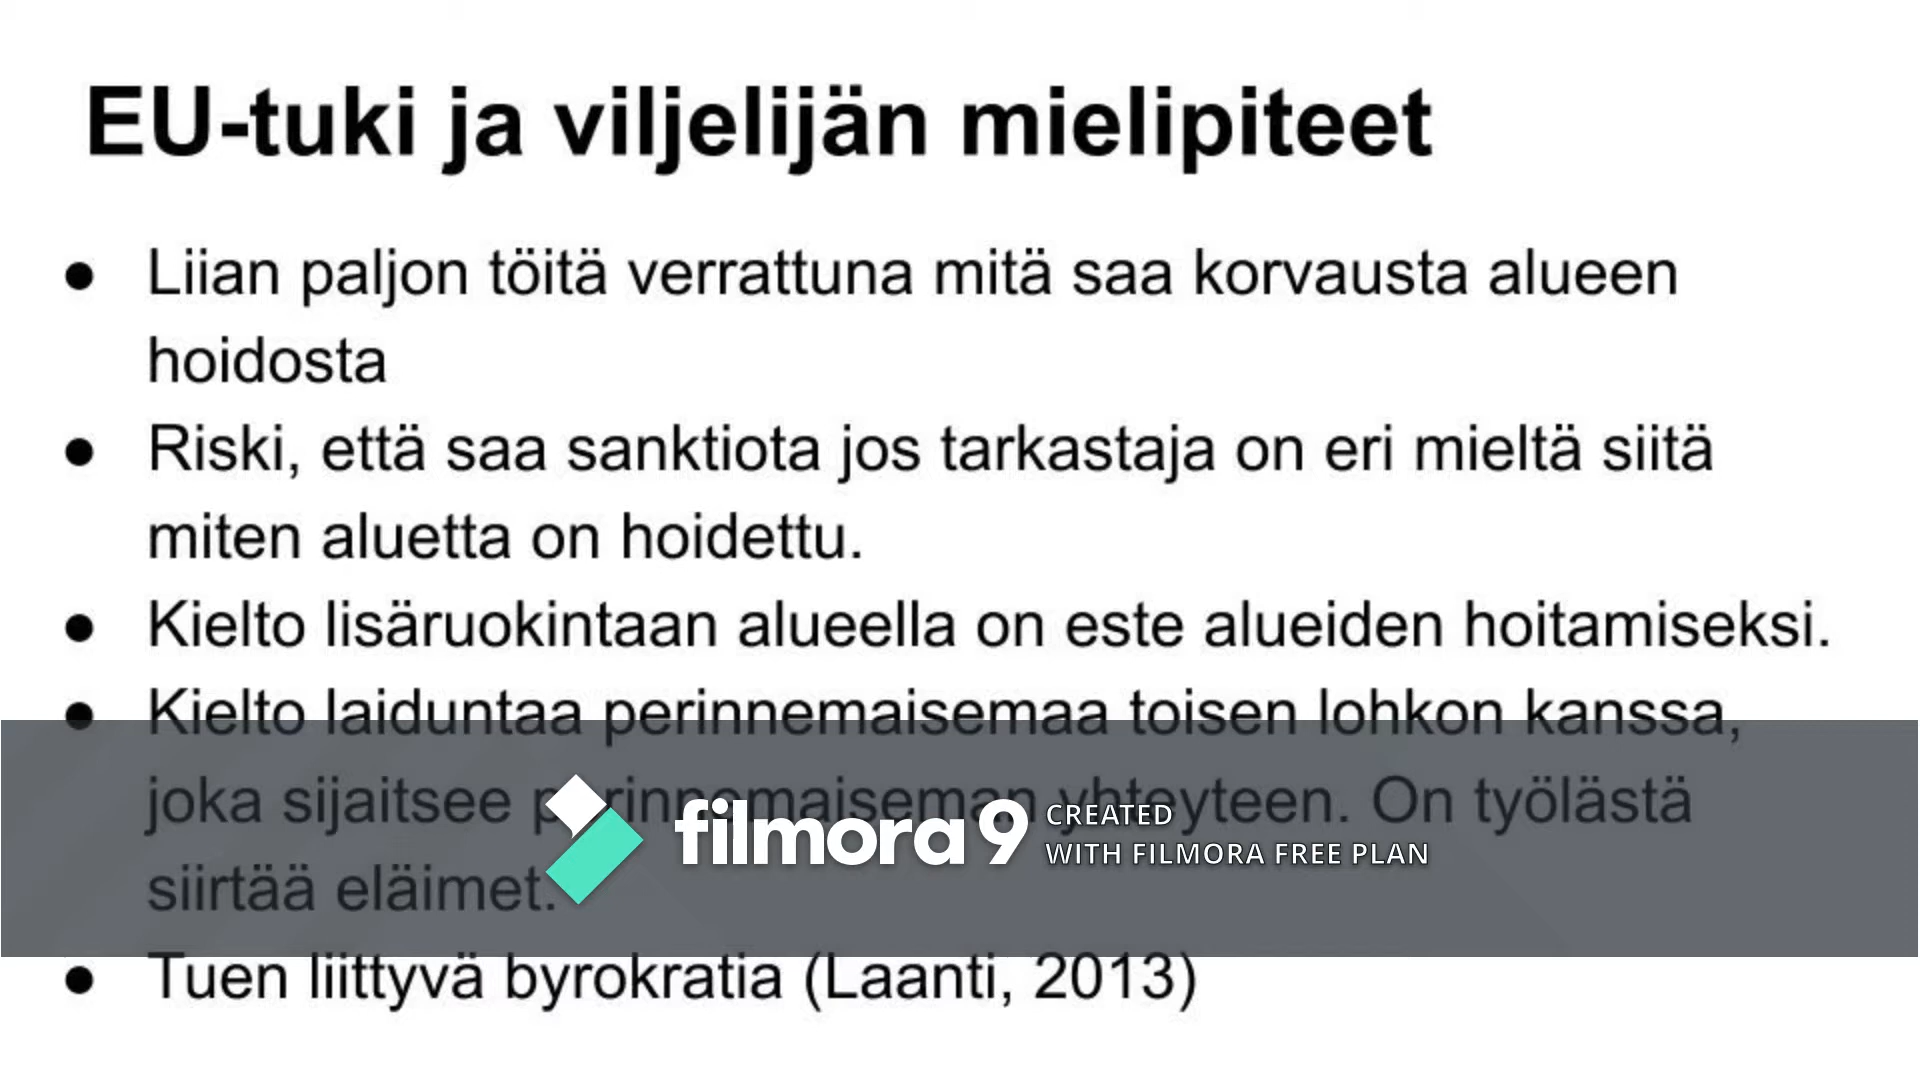 EU-tuki ja viljelijän mielipiteet
● Liian paljon töitä verrattuna mitä saa korvausta alueen
hoidosta
● Riski, että saa sanktiota jos tarkastaja on eri mieltä siitä
miten aluetta on hoidettu.
● Kielto lisäruokintaan alueella on este alueiden hoitamiseksi.
● Kielto laiduntaa perinnemaisemaa toisen lohkon kanssa,
joka sijaitsee perinnemaiseman yhteyteen. On työlästä
siirtää eläimet.
filmora9 CREATED
WITH FILMORA FREE PLAN
● Tuen liittyvä byrokratia (Laanti, 2013)